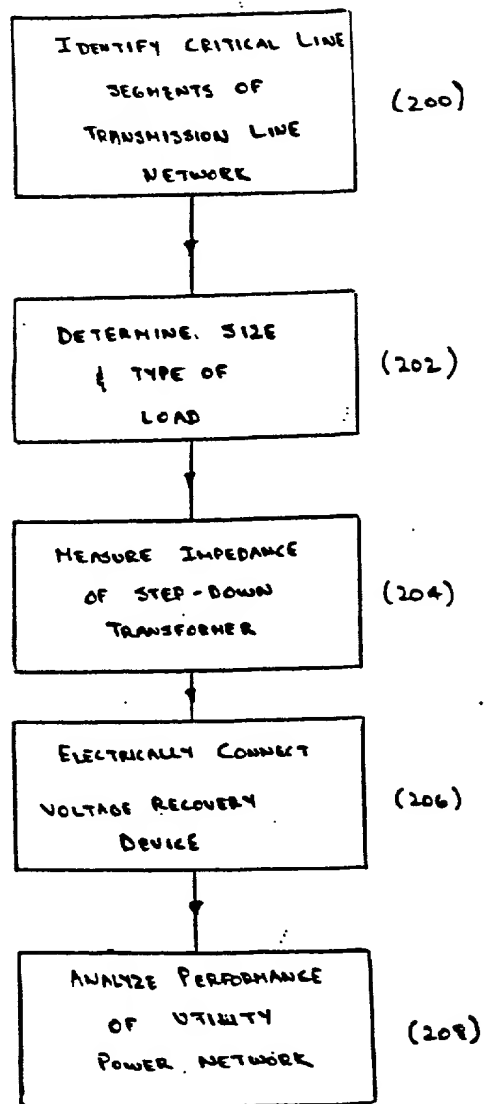 IDENTIFY CRITICAL LINE
SEGMENTS OF
TRANSMISSION LINE
NETWORK
(200)
DETERMINE SIZE
& TYPE OF
LOAD
(202)
MEASURE IMPEDANCE
OF STEP-DOWN
TRANSFORMER
(204)
ELECTRICALLY CONNECT
VOLTAGE RECOVERY
DEVICE
(206)
ANALYZE PERFORMANCE
OF UTILITY
POWER NETWORK
(208)